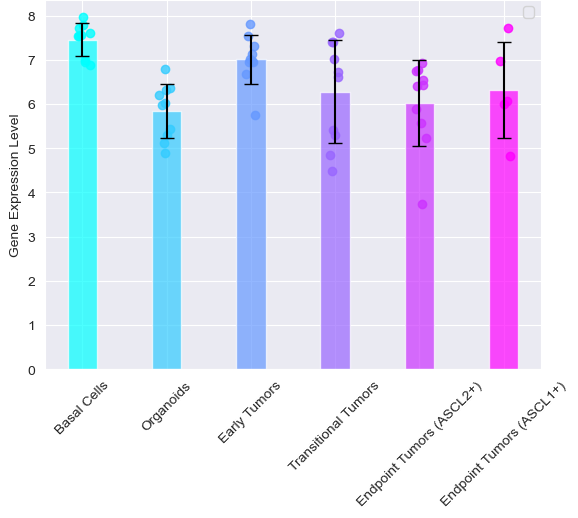 8
7
6
5
4
3
2
1
0
Gene Expression Level
Basal Cells
Organoids
Early Tumors
Transitional Tumors
Endpoint Tumors (ASCL2+)
Endpoint Tumors (ASCL1+)